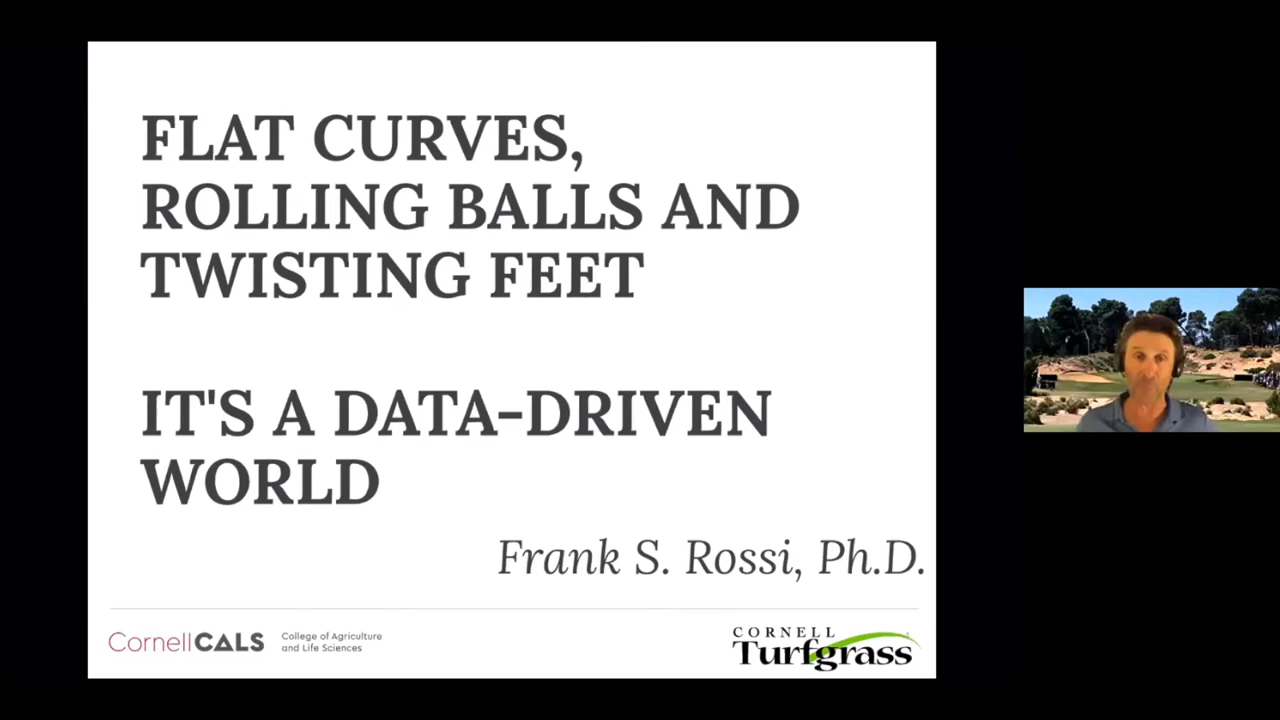 FLAT CURVES,
ROLLING BALLS AND
TWISTING FEET
IT'S A DATA-DRIVEN
WORLD
Frank S. Rossi, Ph.D.
CornellCALS
College of Agriculture
and Life Sciences
CORNELL
Turfgrass